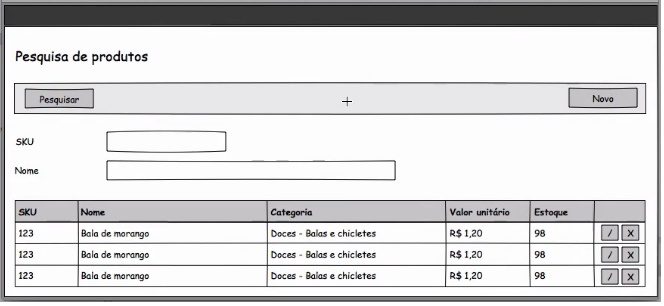 Pesquisa de produtos
Pesquisar Novo
SKU
Nome
SKU Nome Categoria Valor unitário Estoque
123 Bala de morango Doces - Balas e chicletes R$ 1,20 98 / X
123 Bala de morango Doces - Balas e chicletes R$ 1,20 98 / X
123 Bala de morango Doces - Balas e chicletes R$ 1,20 98 / X